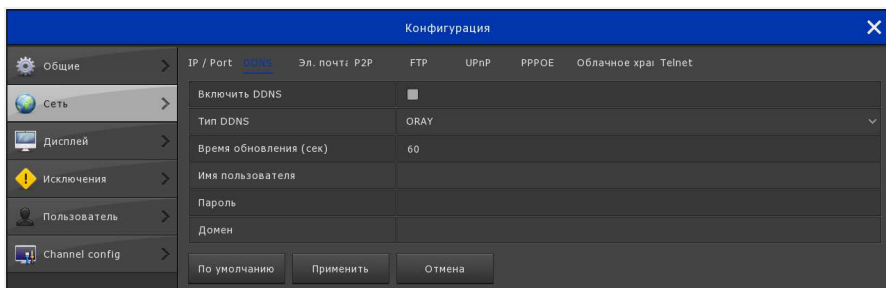 Конфигурация
Общие
Сеть
Дисплей
Исключения
Пользователь
Channel config
IP / Port DDNS Эл. почта P2P FTP UPnP PPPOE Облачное хра Telnet
Включить DDNS
Тип DDNS ORAY
Время обновления (сек) 60
Имя пользователя
Пароль
Домен
По умолчанию Применить Отмена